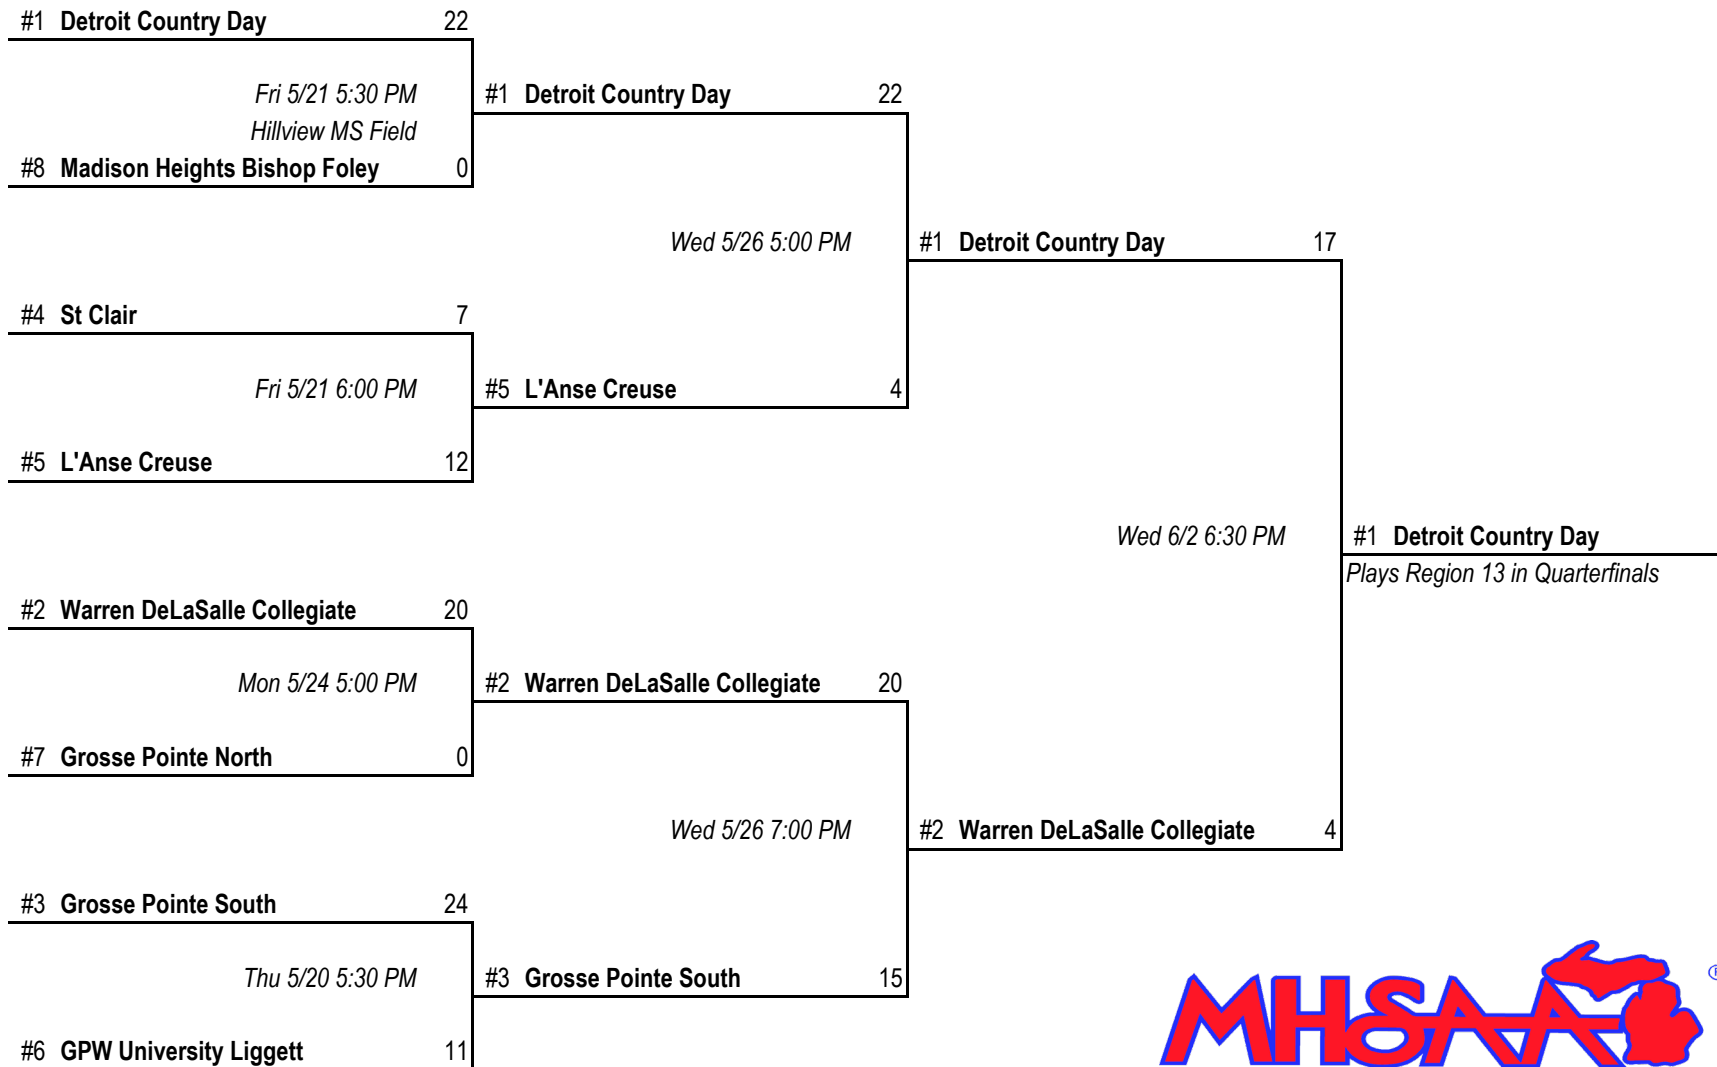 #1 Detroit Country Day 22
Fri 5/21 5:30 PM
Hillview MS Field
#8 Madison Heights Bishop Foley 0
#1 Detroit Country Day 22
Wed 5/26 5:00 PM
#1 Detroit Country Day 17
#4 St Clair 7
Fri 5/21 6:00 PM
#5 L'Anse Creuse 4
#5 L'Anse Creuse 12
Wed 6/2 6:30 PM
#1 Detroit Country Day
Plays Region 13 in Quarterfinals
#2 Warren DeLaSalle Collegiate 20
Mon 5/24 5:00 PM
#2 Warren DeLaSalle Collegiate 20
#7 Grosse Pointe North 0
Wed 5/26 7:00 PM
#2 Warren DeLaSalle Collegiate 4
#3 Grosse Pointe South 24
Thu 5/20 5:30 PM
#3 Grosse Pointe South 15
#6 GPW University Liggett 11
MHSAA ®